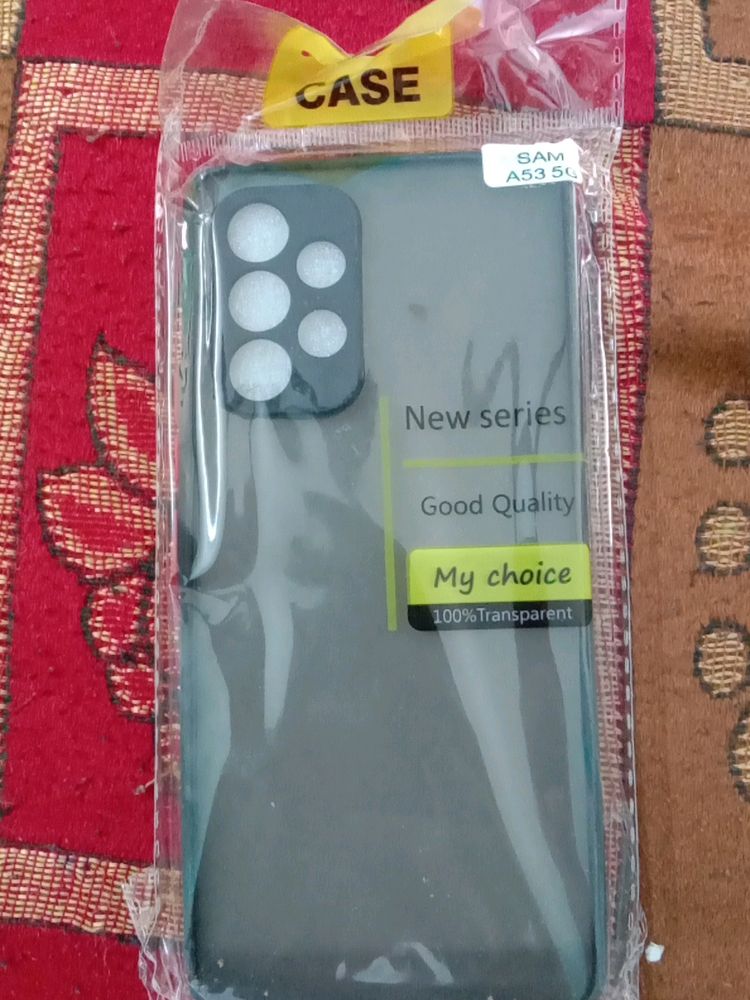 CASE
SAM
A53 5G
New series
Good Quality
My choice
100%Transparent